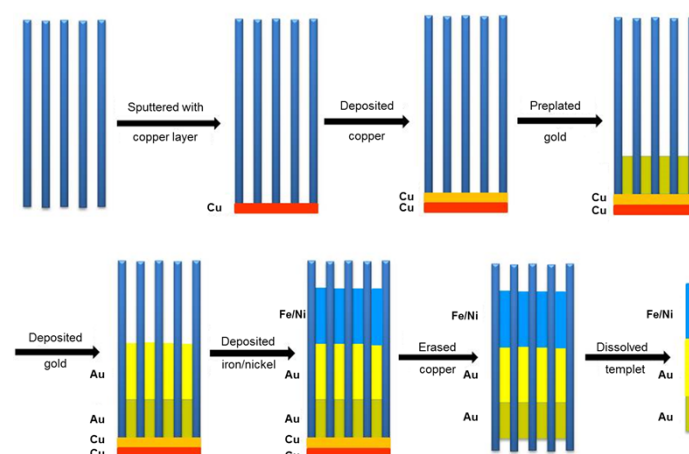 Sputtered with
copper layer
Deposited
copper
Preplated
gold
Cu
Cu
Cu
Cu
Cu
Deposited
gold
Au
Au
Cu
Cu
Deposited
iron/nickel
Fe/Ni
Au
Au
Cu
Cu
Erased
copper
Fe/Ni
Au
Au
Dissolved
templet
Fe/Ni
Au
Au